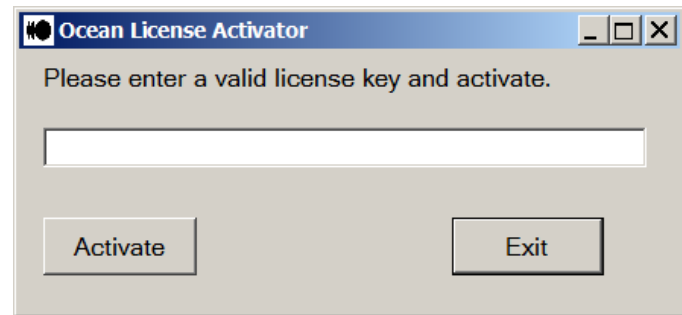 Ocean License Activator
Please enter a valid license key and activate.
Activate
Exit